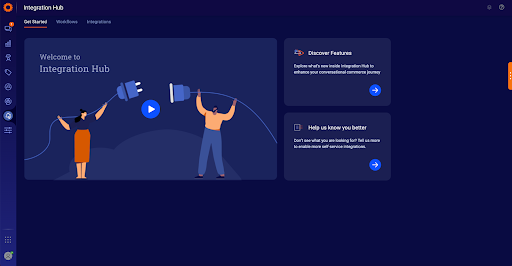 Integration Hub
Get Started
Workflows
Integrations
Welcome to
Integration Hub
Discover Features
Explore what's new inside Integration Hub to
enhance your conversational commerce journey
Help us know you better
Don't see what you are looking for? Tell us more
to enable more self-service integrations.